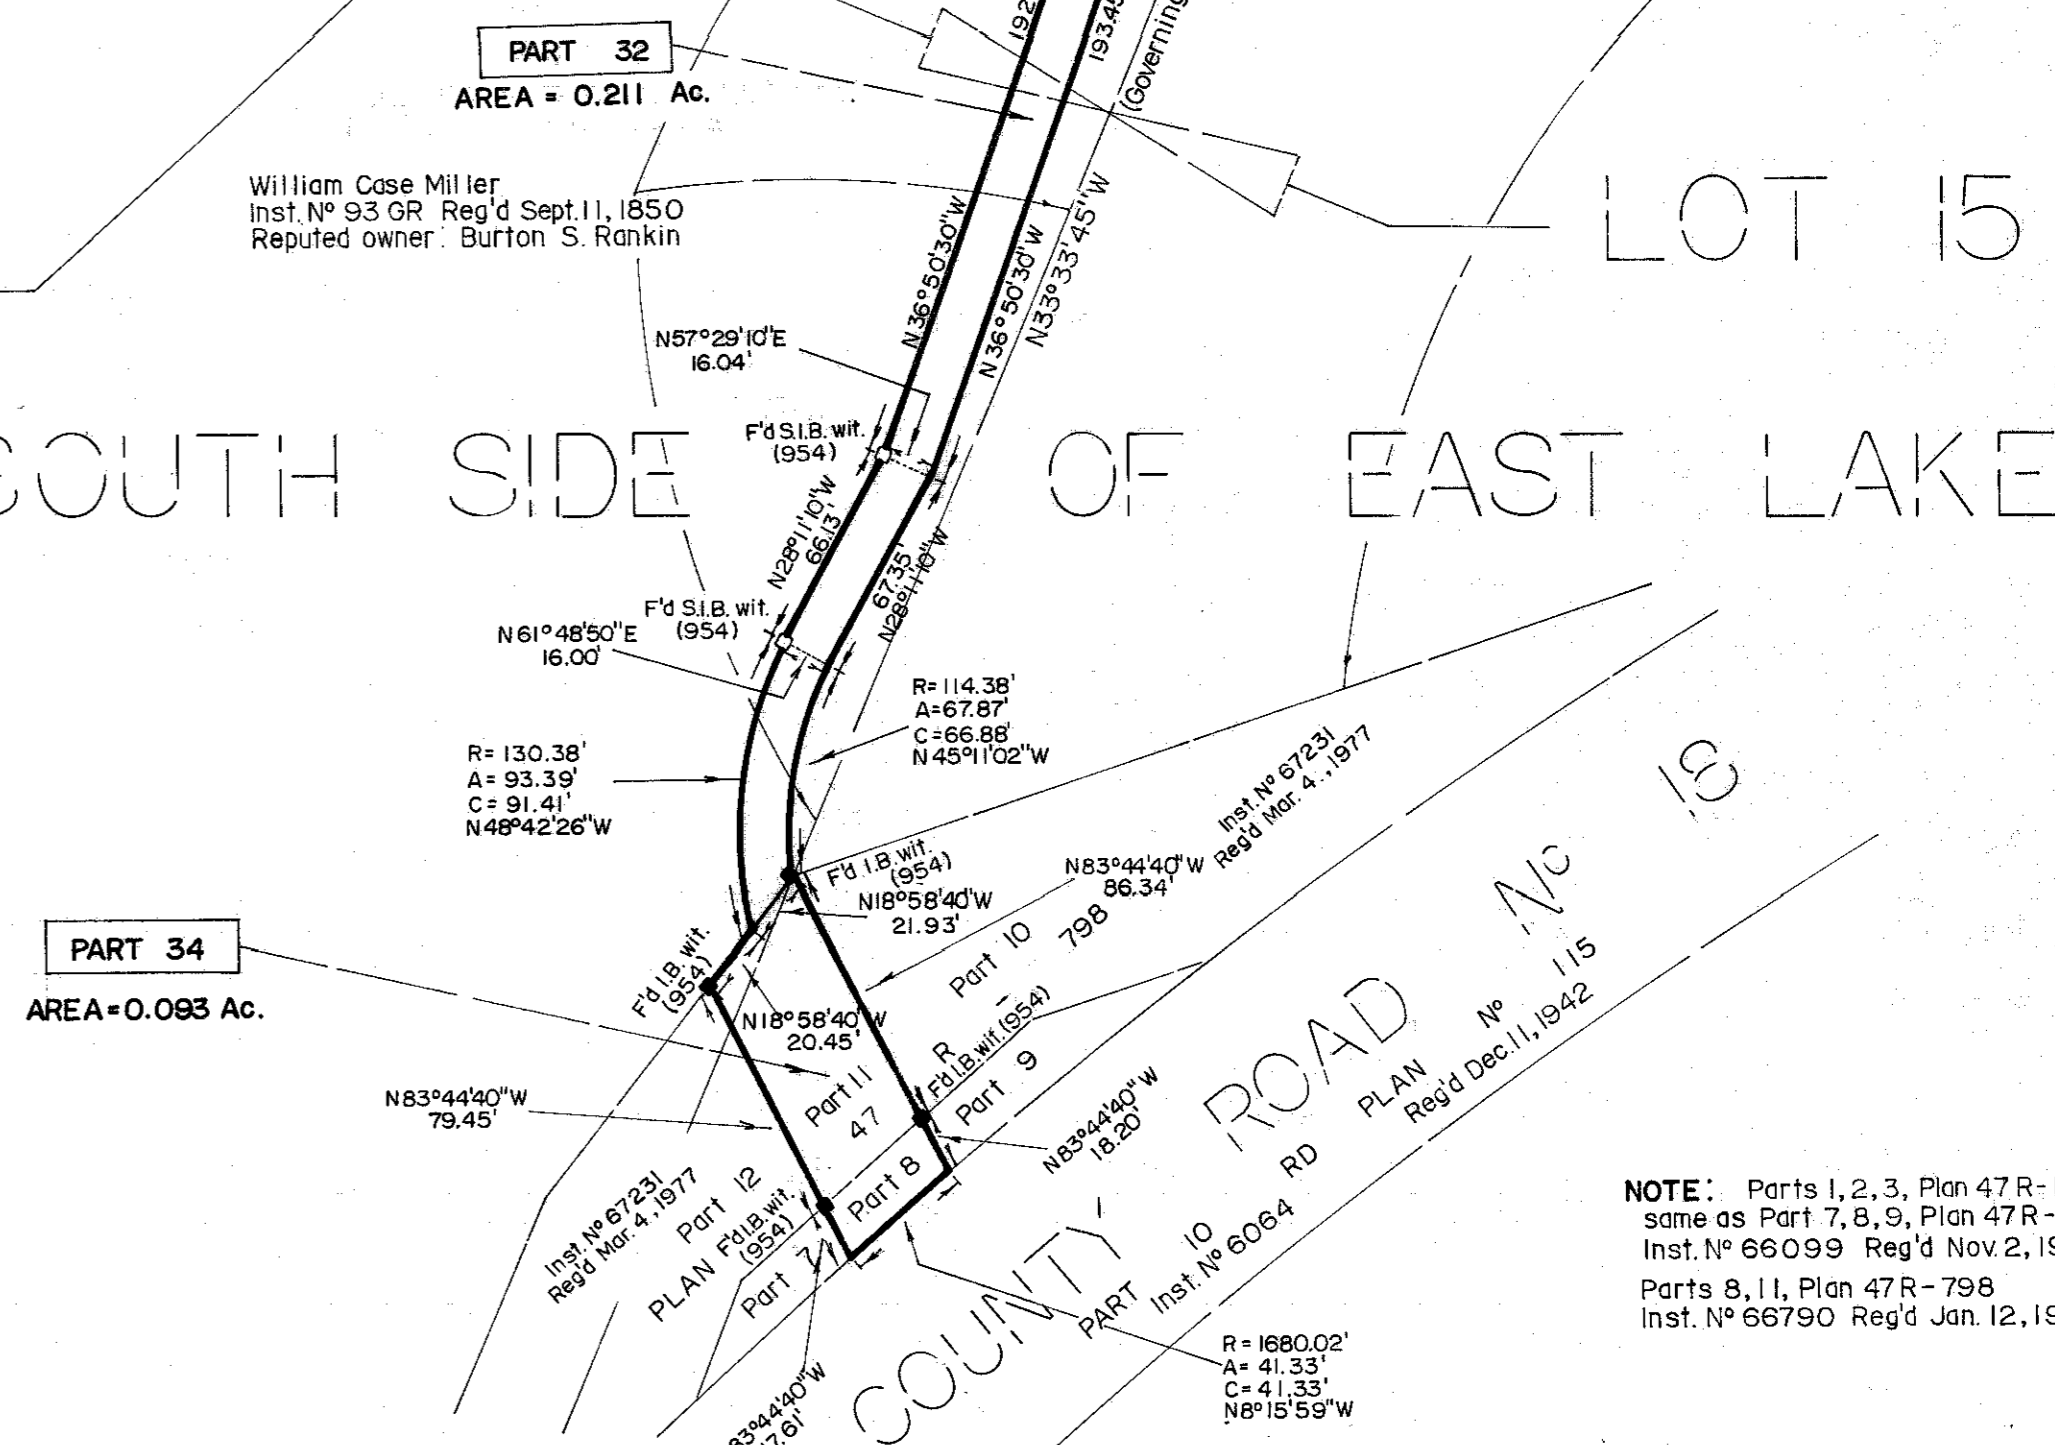 PART 32
AREA = 0.211 Ac.
193.45
(Governing
William Case Miller
Inst. Nº 93 GR Reg'd Sept. 11, 1850
Reputed owner: Burton S. Rankin
LOT 15
N36°50'30"W
N36°50'30"W
N33°33'45"W
N57°29'10"E
16.04'
F'd S.I.B. wit.
(954)
SOUTH SIDE OF EAST LAKE
N28°11'10"W
66.13'
67.35'
N28°11'10"W
F'd S.I.B. wit.
(954)
N61°48'50"E
16.00'
R=114.38'
A=67.87'
C=66.88'
N45°11'02"W
R= 130.38'
A= 93.39'
C= 91.41'
N48°42'26"W
Inst. Nº 67231
Reg'd Mar. 4., 1977
F'd I.B. wit.
(954)
N18°58'40"W
21.93'
N83°44'40"W
86.34'
PART 34
AREA=0.093 Ac.
F'd I.B. wit.
(954)
N18°58'40"W
20.45'
Part 10
798
R -
F'd I.B. wit. (954)
Part 9
N83°44'40"W
79.45'
Part 11
47
N83°44'40"W
18.20'
Part 8
Inst. Nº 67231
Reg'd Mar. 4, 1977
Part 12
PLAN
F'd I.B. wit.
(954)
Part 7
83°44'40"W
7.61'
COUNTY ROAD Nº 18
PART 10 RD PLAN Nº 115
Inst. Nº 6064 Reg'd Dec. 11, 1942
R = 1680.02'
A= 41.33'
C= 41.33'
N8°15'59"W
NOTE: Parts 1, 2, 3, Plan 47 R-
same as Part 7, 8, 9, Plan 47R-
Inst. Nº 66099 Reg'd Nov. 2, 19
Parts 8, 11, Plan 47 R-798
Inst. Nº 66790 Reg'd Jan. 12, 19